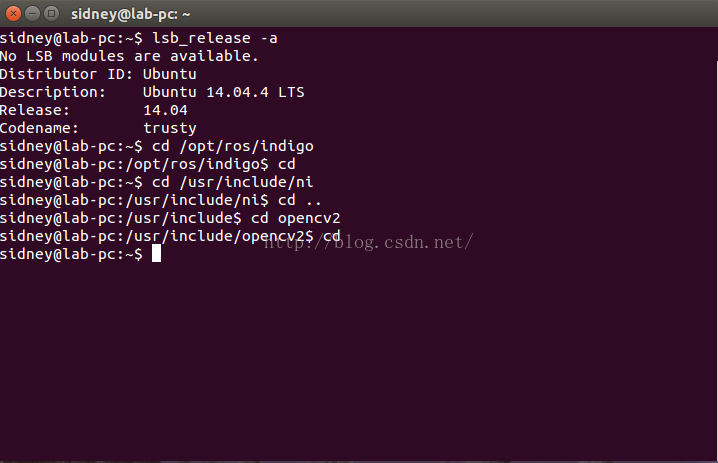 sidney@lab-pc: ~
sidney@lab-pc:~$ lsb_release -a
No LSB modules are available.
Distributor ID: Ubuntu
Description:    Ubuntu 14.04.4 LTS
Release:        14.04
Codename:       trusty
sidney@lab-pc:~$ cd /opt/ros/indigo
sidney@lab-pc:/opt/ros/indigo$ cd
sidney@lab-pc:~$ cd /usr/include/ni
sidney@lab-pc:/usr/include/ni$ cd ..
sidney@lab-pc:/usr/include$ cd opencv2
sidney@lab-pc:/usr/include/opencv2$ cd
http://blog.csdn.net/
sidney@lab-pc:~$